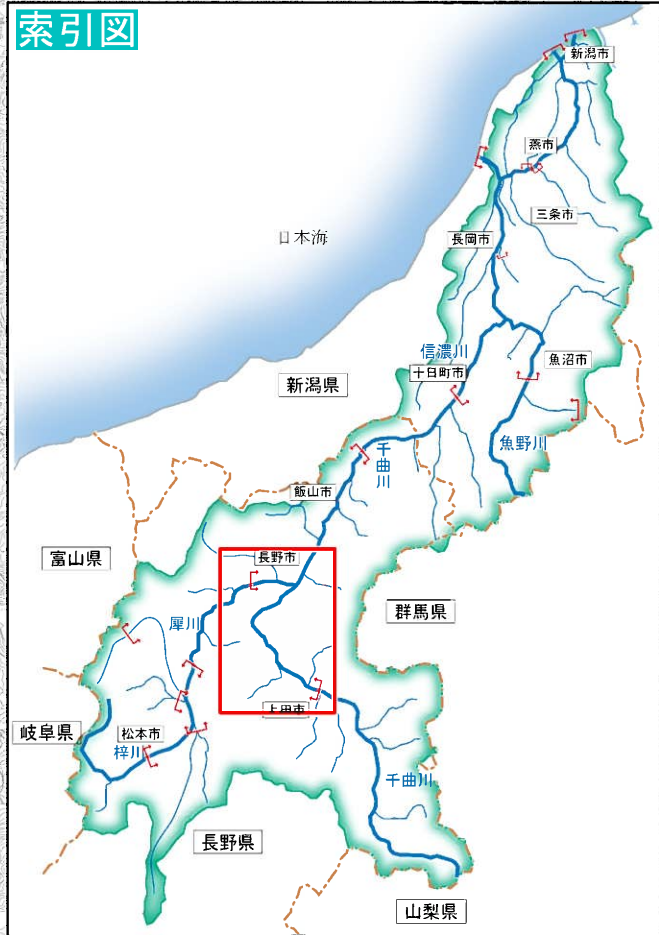 索引図
新潟市
燕市
三条市
日本海
長岡市
信濃川
魚沼市
十日町市
新潟県
魚野川
千曲川
飯山市
長野市
富山県
群馬県
犀川
上田市
岐阜県
松本市
梓川
千曲川
長野県
山梨県